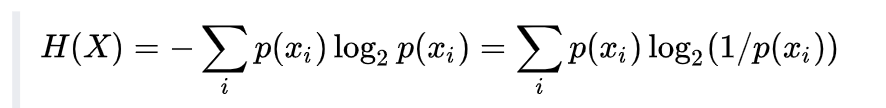 H(X) = − ∑ᵢ p(xᵢ) log₂ p(xᵢ) = ∑ᵢ p(xᵢ) log₂(1/p(xᵢ))